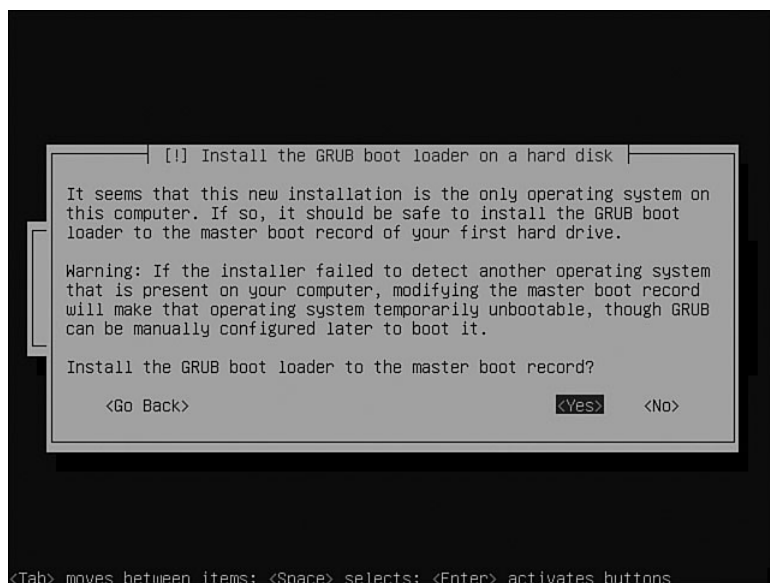 [!] Install the GRUB boot loader on a hard disk
It seems that this new installation is the only operating system on
this computer. If so, it should be safe to install the GRUB boot
loader to the master boot record of your first hard drive.
Warning: If the installer failed to detect another operating system
that is present on your computer, modifying the master boot record
will make that operating system temporarily unbootable, though GRUB
can be manually configured later to boot it.
Install the GRUB boot loader to the master boot record?
<Go Back> <Yes> <No>
<Tab> moves between items; <Space> selects; <Enter> activates buttons